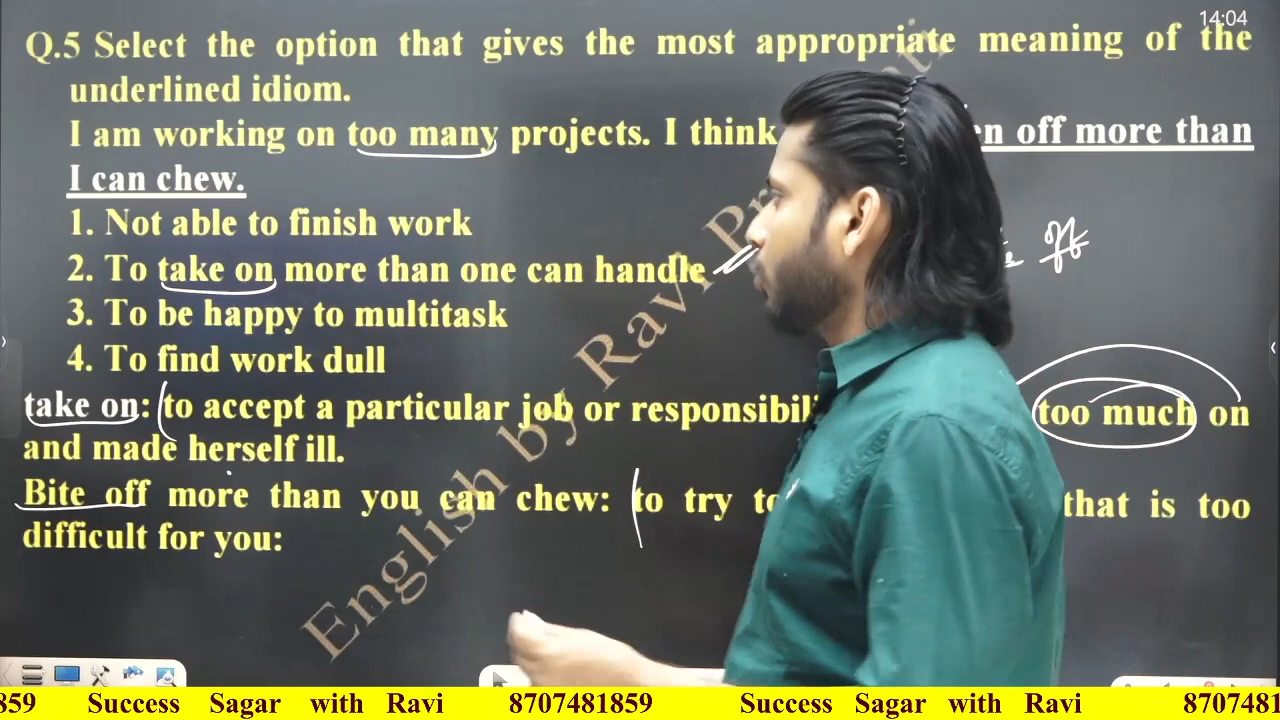 14:04
Q.5 Select the option that gives the most appropriate meaning of the
underlined idiom.
I am working on too many projects. I think n off more than
I can chew.
1. Not able to finish work
2. To take on more than one can handle
3. To be happy to multitask
4. To find work dull
take on: to accept a particular job or responsibili too much on
and made herself ill.
Bite off more than you can chew: to try to that is too
difficult for you:
English by Ravi
off
859 Success Sagar with Ravi 8707481859 Success Sagar with Ravi 8707481